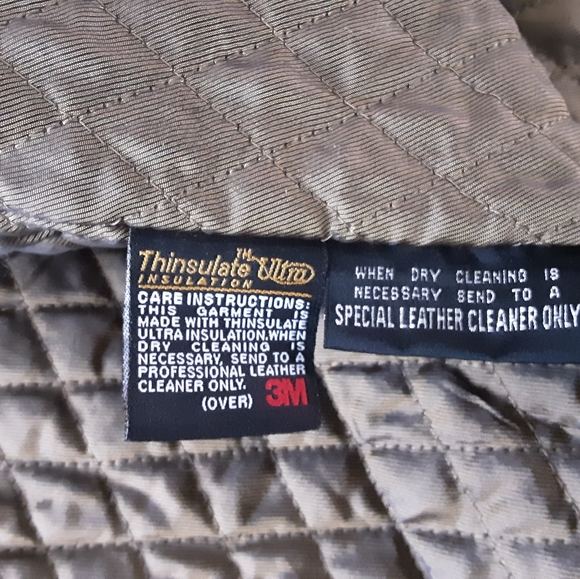 Thinsulate™ Ultra
INSULATION
CARE INSTRUCTIONS:
THIS GARMENT IS
MADE WITH THINSULATE
ULTRA INSULATION.WHEN
DRY CLEANING IS
NECESSARY, SEND TO A
PROFESSIONAL LEATHER
CLEANER ONLY.
(OVER) 3M
WHEN DRY CLEANING IS
NECESSARY SEND TO A
SPECIAL LEATHER CLEANER ONLY